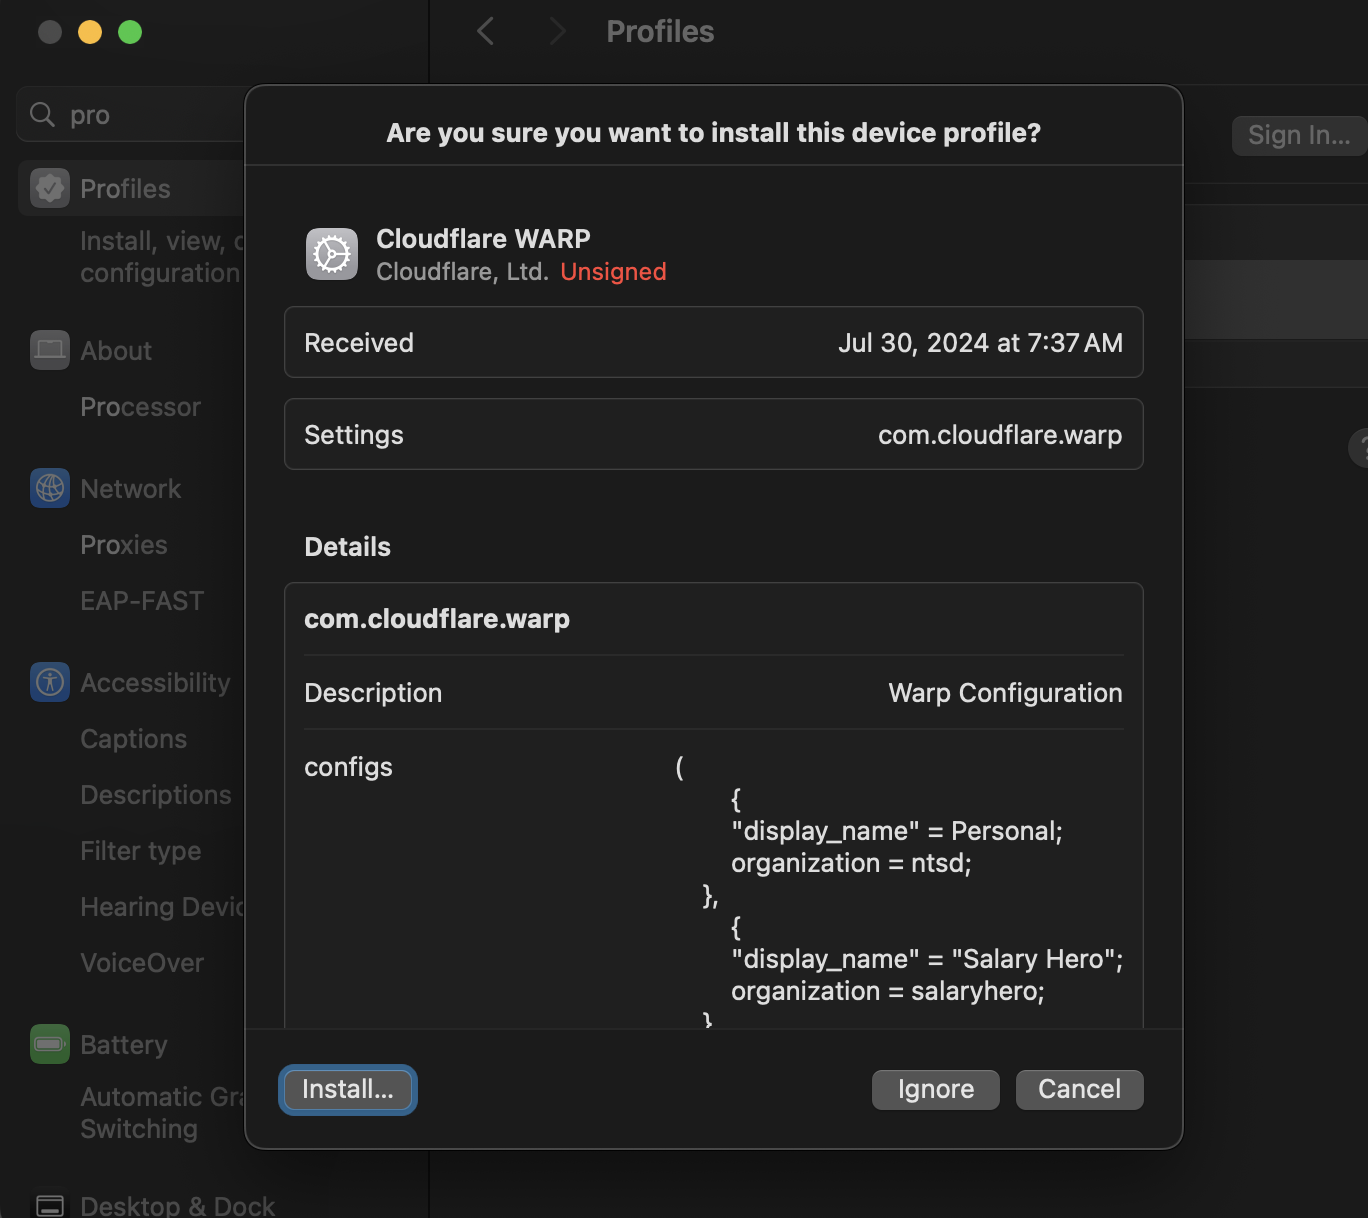 Profiles
pro
Sign In...
Profiles
Install, view,
configuration
About
Processor
Network
Proxies
EAP-FAST
Accessibility
Captions
Descriptions
Filter type
Hearing
VoiceOver
Battery
Automatic
Switching
Desktop & Dock
Are you sure you want to install this device profile?
Cloudflare WARP
Cloudflare, Ltd. Unsigned
Received Jul 30, 2024 at 7:37 AM
Settings com.cloudflare.warp
Details
com.cloudflare.warp
Description Warp Configuration
configs (
{
"display_name" = Personal;
organization = ntsd;
},
{
"display_name" = "Salary Hero";
organization = salaryhero;
}
Install... Ignore Cancel